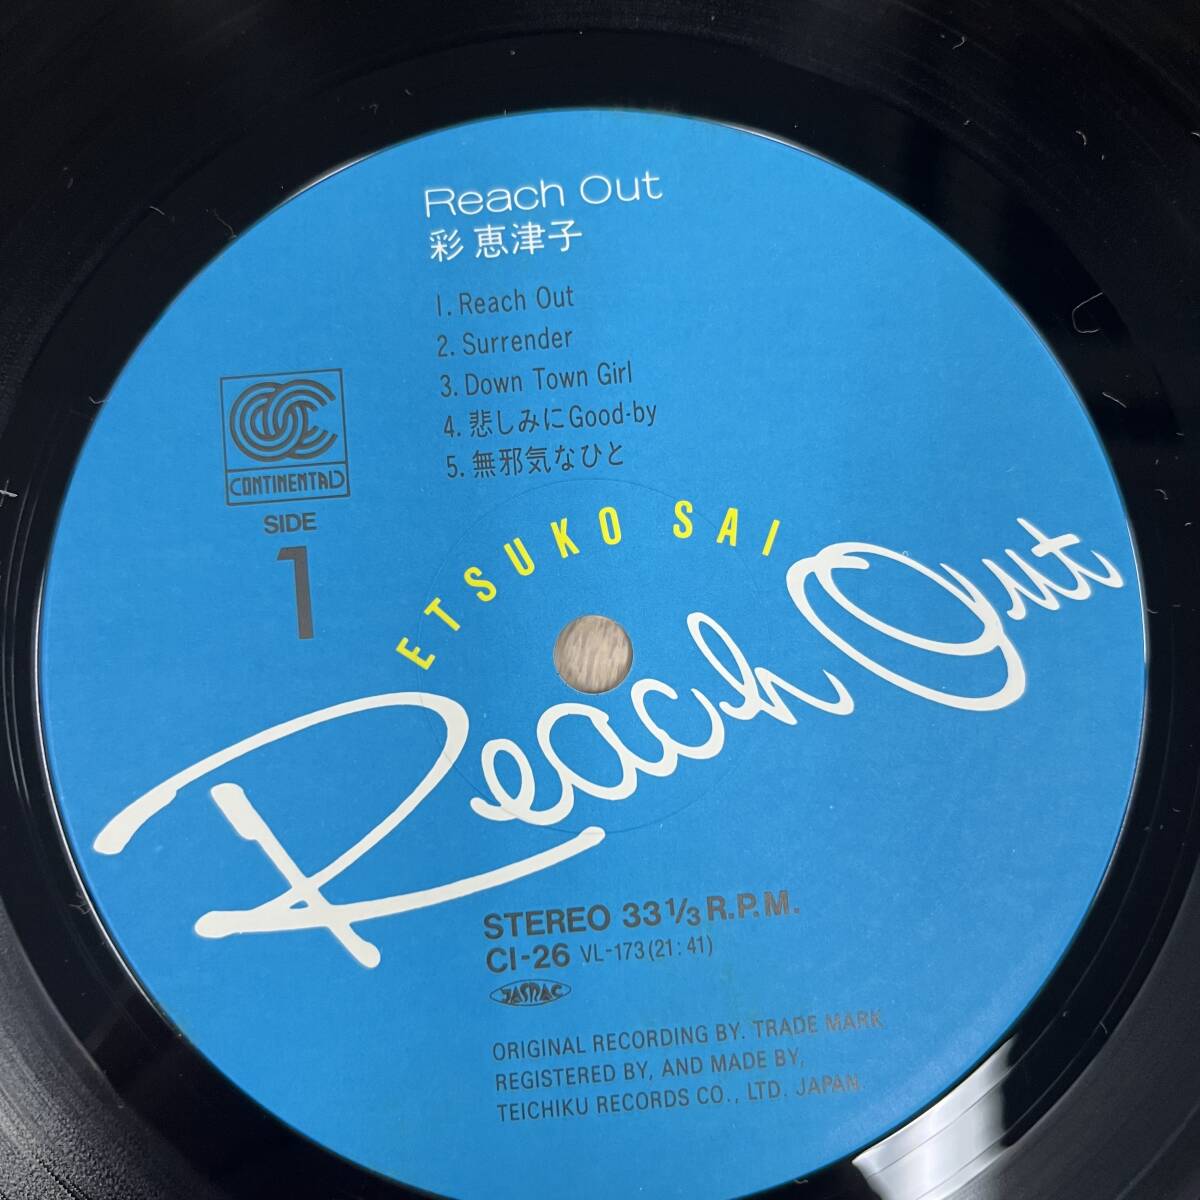 Reach Out
彩 恵津子
1. Reach Out
2. Surrender
3. Down Town Girl
4. 悲しみにGood-by
5. 無邪気なひと
CONTINENTAL
SIDE
1
ETSUKO SAI
Reach Out
STEREO 33 1/3 R.P.M.
CI-26 VL-173(21:41)
JASRAC
ORIGINAL RECORDING BY. TRADE MARK
REGISTERED BY, AND MADE BY,
TEICHIKU RECORDS CO., LTD. JAPAN.